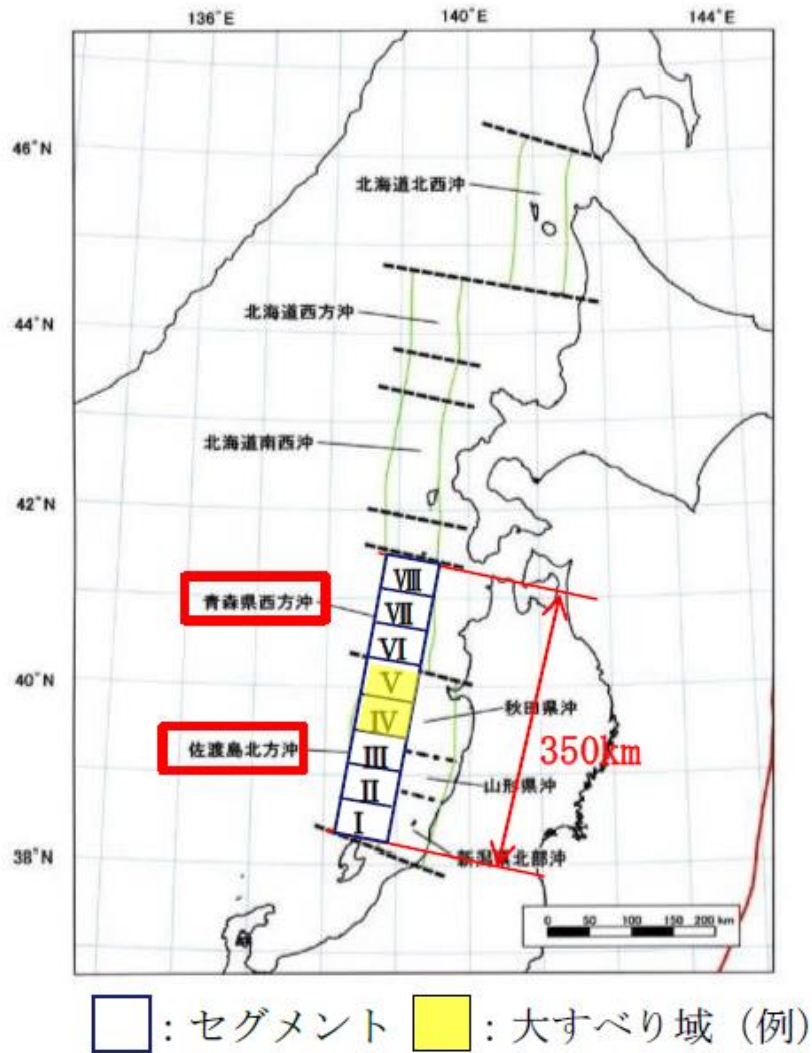 136°E 140°E 144°E
46°N
北海道北西沖
北海道西方沖
44°N
北海道南西沖
42°N
Ⅷ
青森県西方沖
Ⅶ
Ⅵ
40°N
Ⅴ
Ⅳ
秋田県沖
佐渡島北方沖
Ⅲ
350km
山形県沖
Ⅱ
Ⅰ
38°N
新潟県北部沖
0 50 100 150 200 km
:セグメント :大すべり域(例)